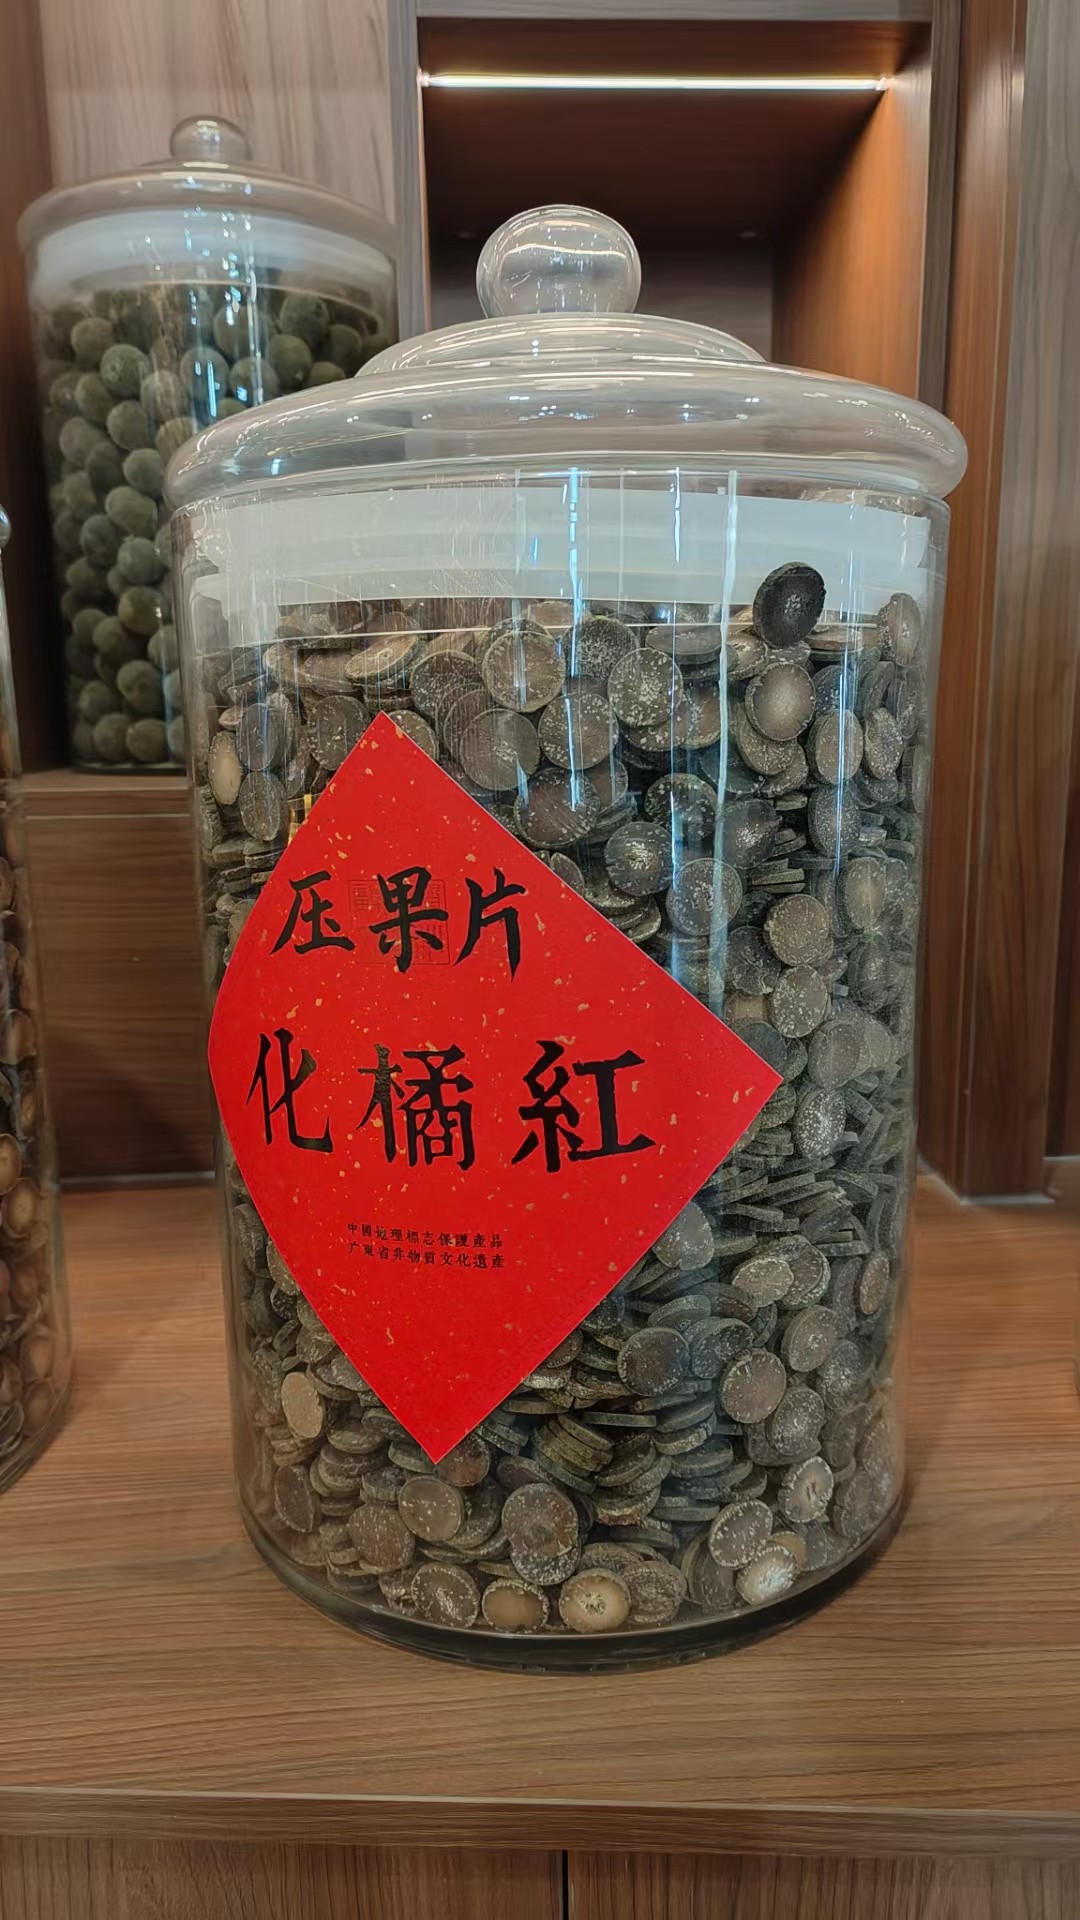 压果片
化橘紅
中國地理標志保護產品
广東省非物質文化遺產